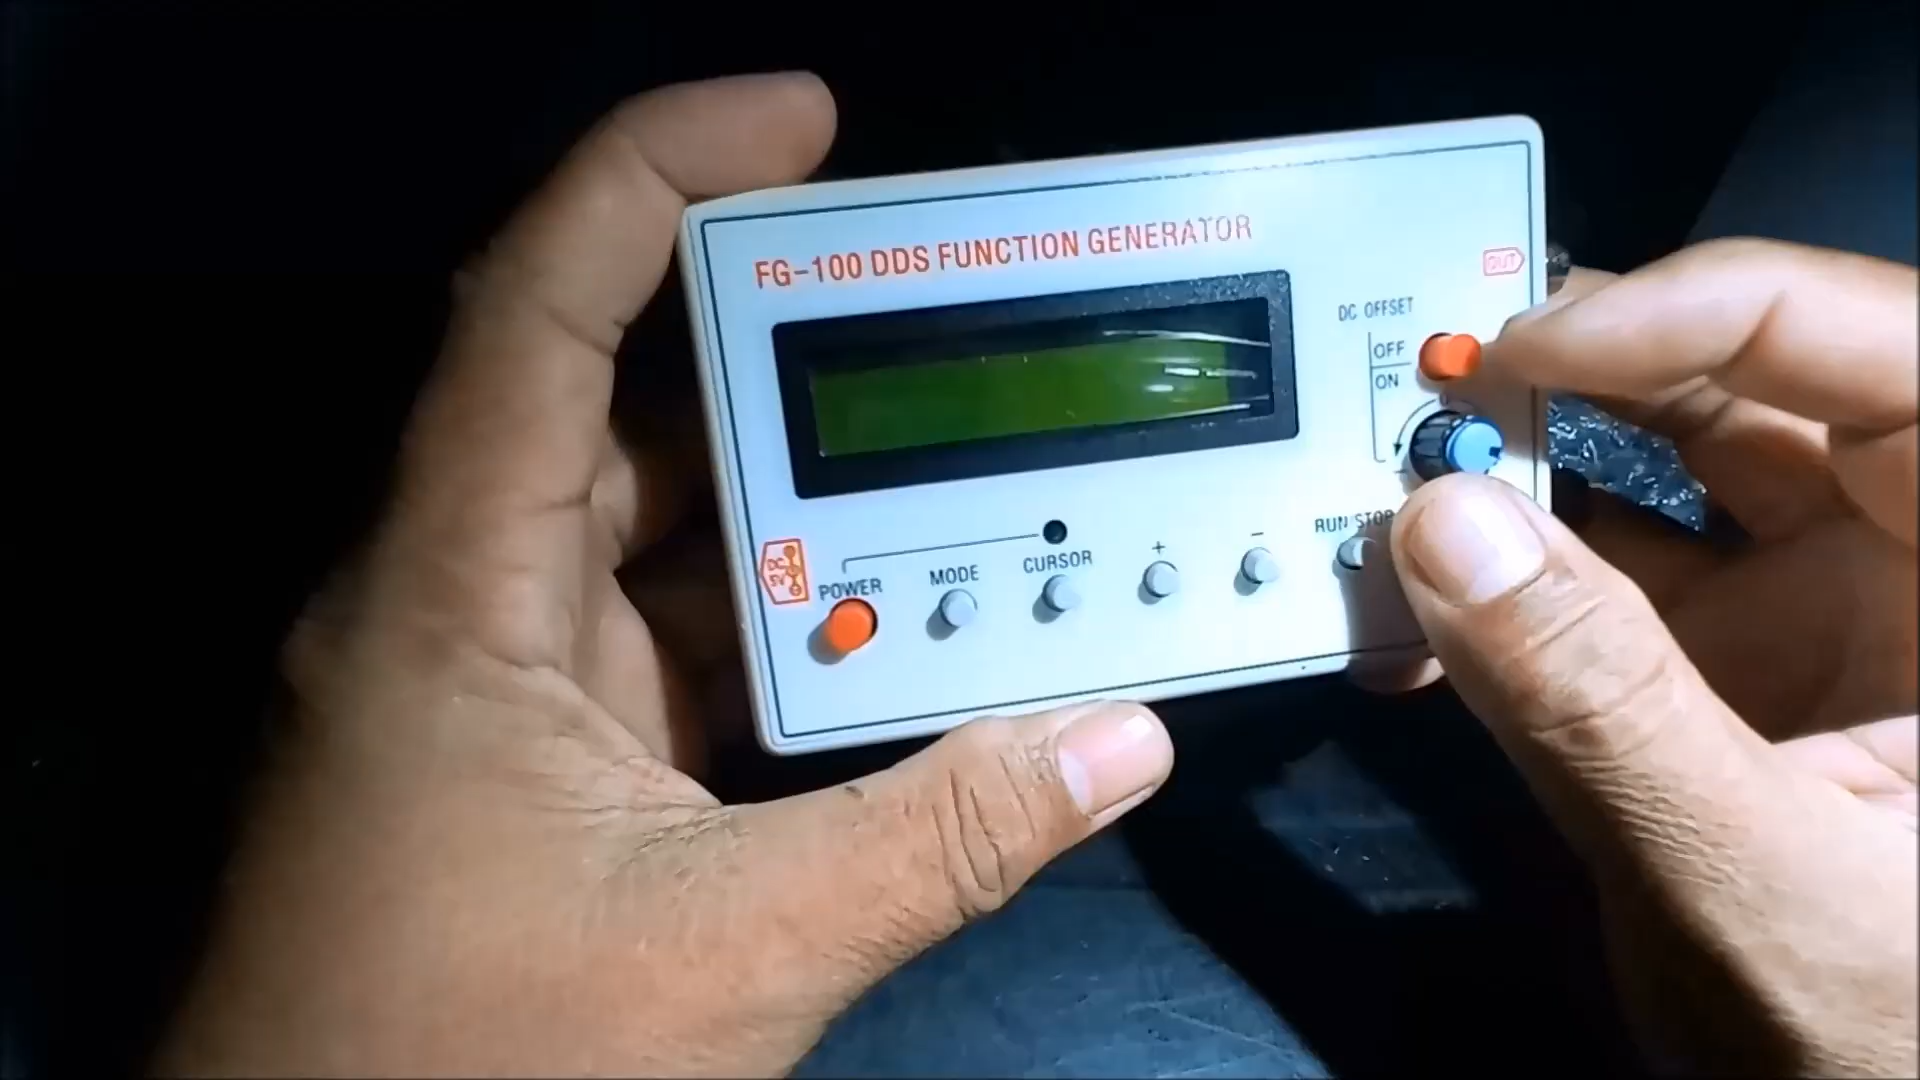 FG-100 DDS FUNCTION GENERATOR
OUT
DC OFFSET
OFF
ON
RUN STOP
+
-
CURSOR
MODE
POWER
DC
5V